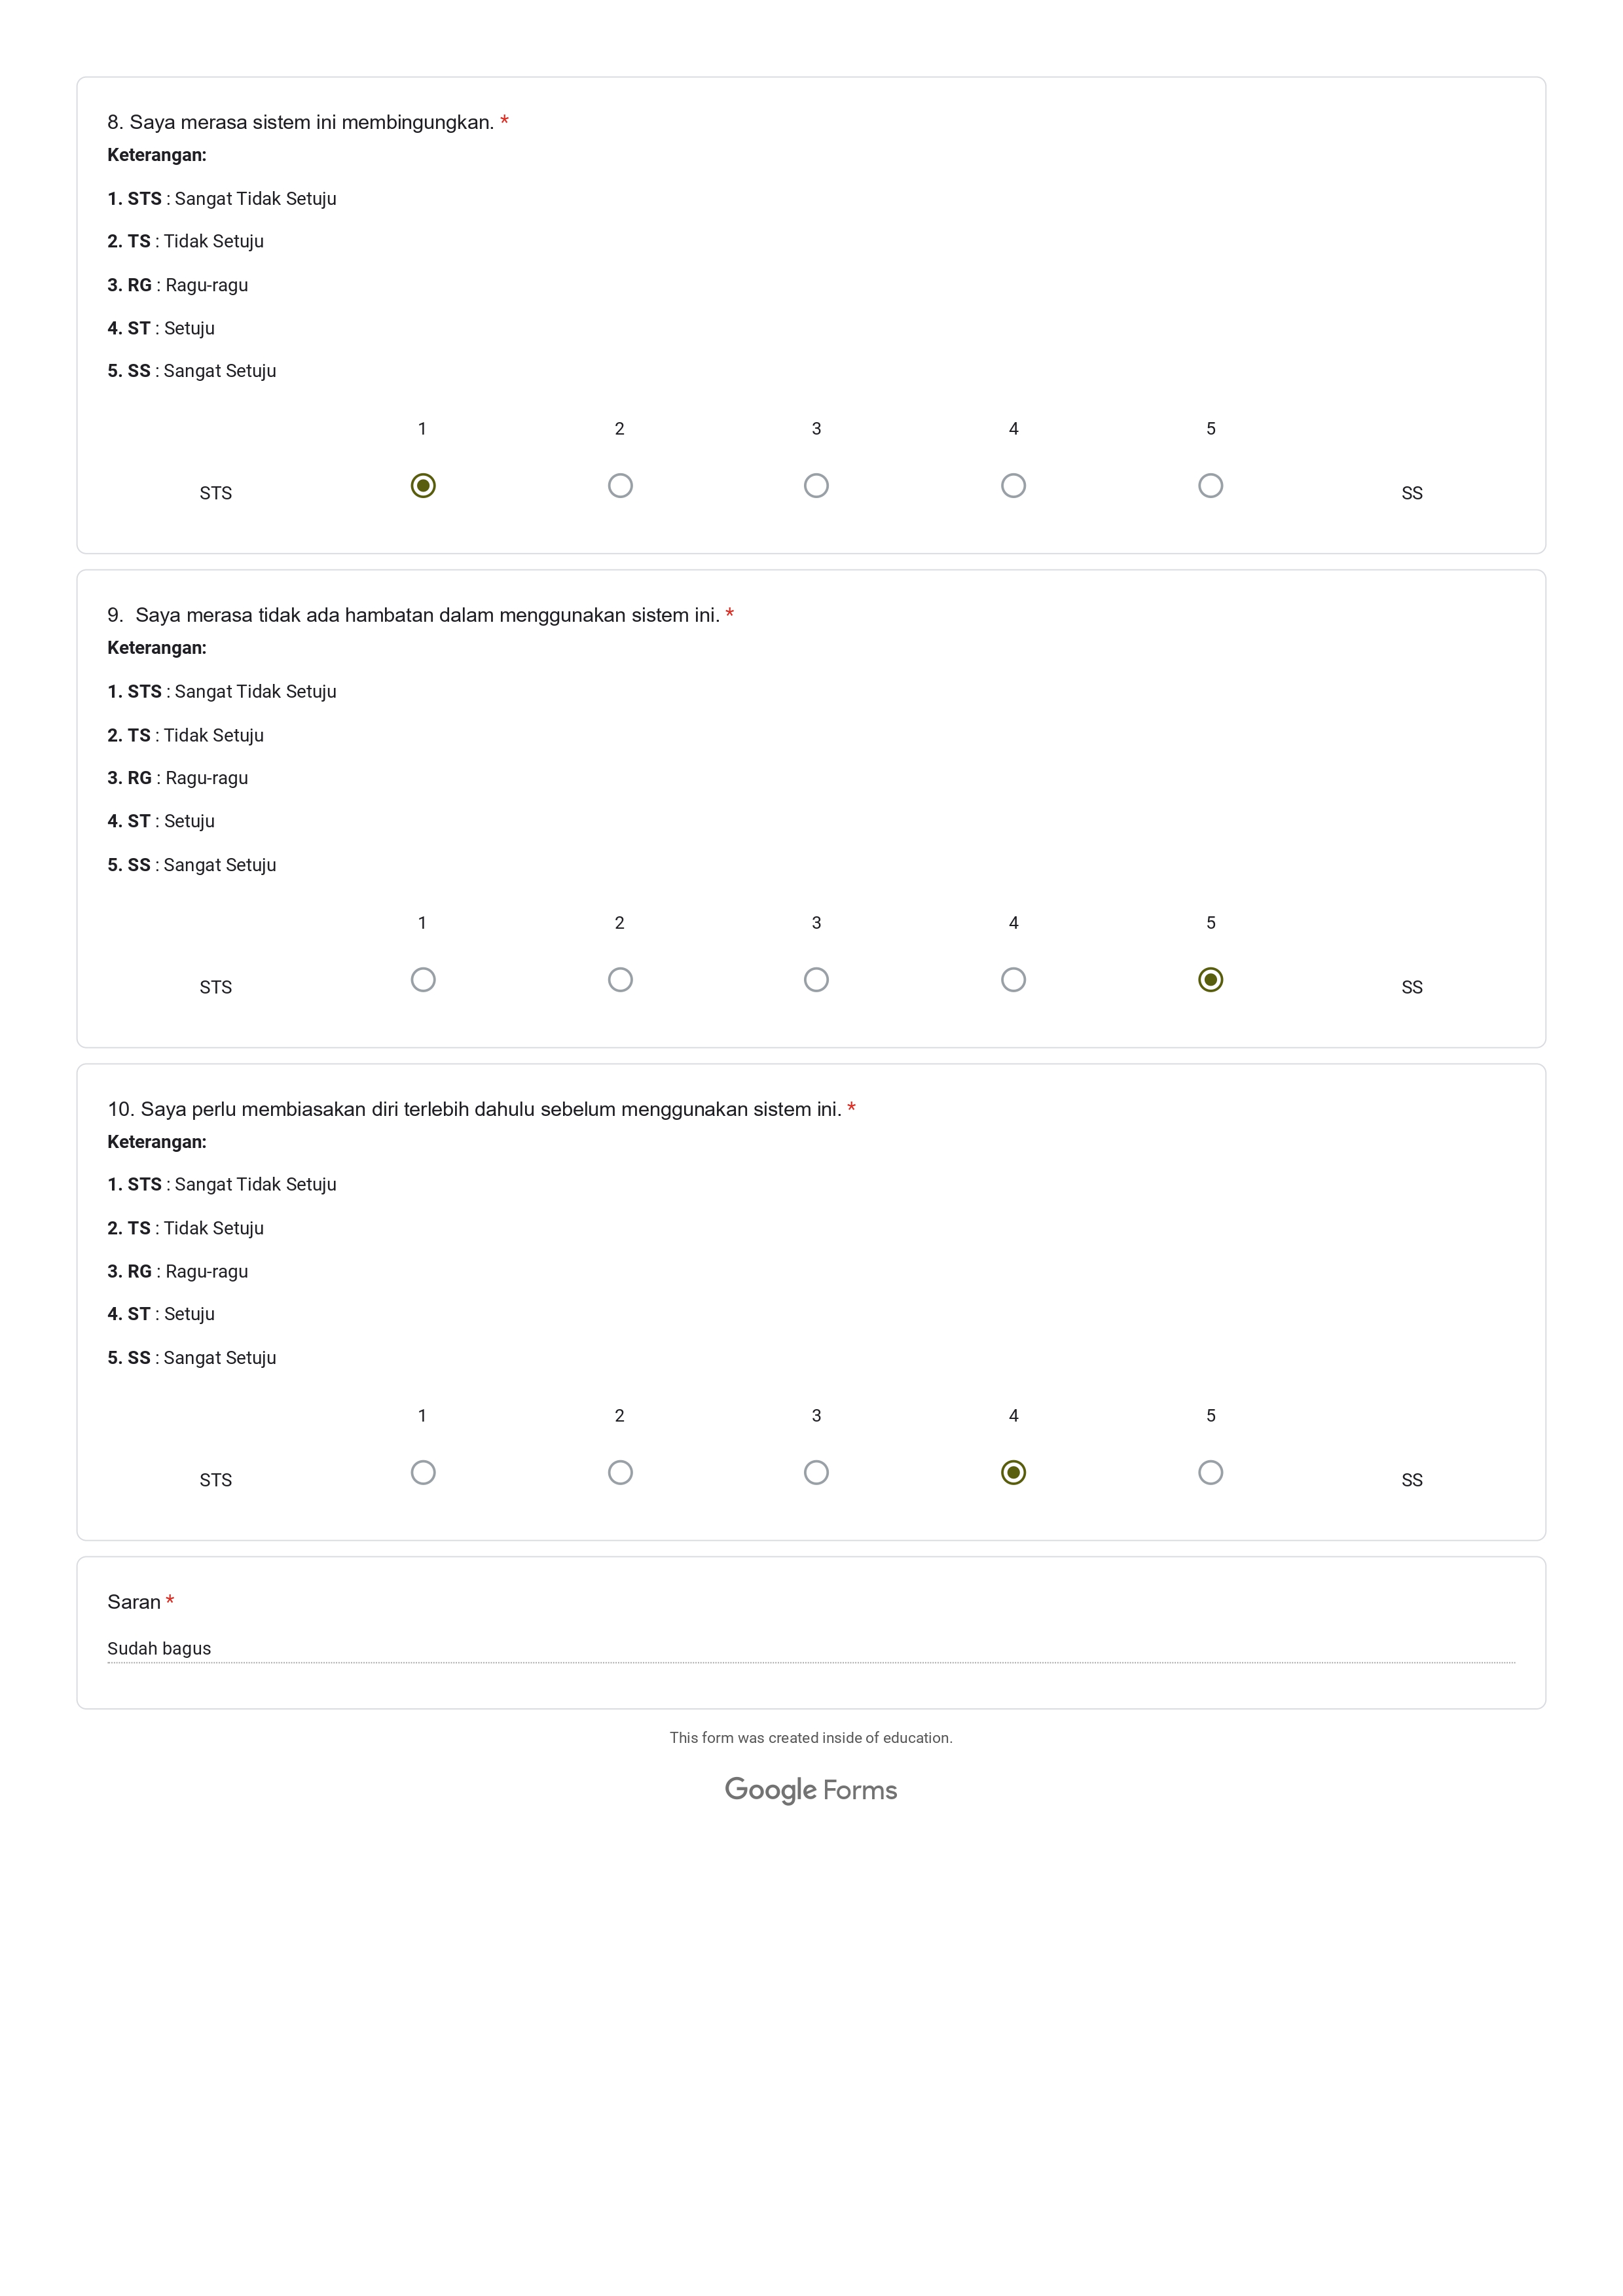 8. Saya merasa sistem ini membingungkan. *
Keterangan:
1. STS : Sangat Tidak Setuju
2. TS : Tidak Setuju
3. RG : Ragu-ragu
4. ST : Setuju
5. SS : Sangat Setuju
1 2 3 4 5
STS SS
9. Saya merasa tidak ada hambatan dalam menggunakan sistem ini. *
Keterangan:
1. STS : Sangat Tidak Setuju
2. TS : Tidak Setuju
3. RG : Ragu-ragu
4. ST : Setuju
5. SS : Sangat Setuju
1 2 3 4 5
STS SS
10. Saya perlu membiasakan diri terlebih dahulu sebelum menggunakan sistem ini. *
Keterangan:
1. STS : Sangat Tidak Setuju
2. TS : Tidak Setuju
3. RG : Ragu-ragu
4. ST : Setuju
5. SS : Sangat Setuju
1 2 3 4 5
STS SS
Saran *
Sudah bagus
This form was created inside of education.
Google Forms